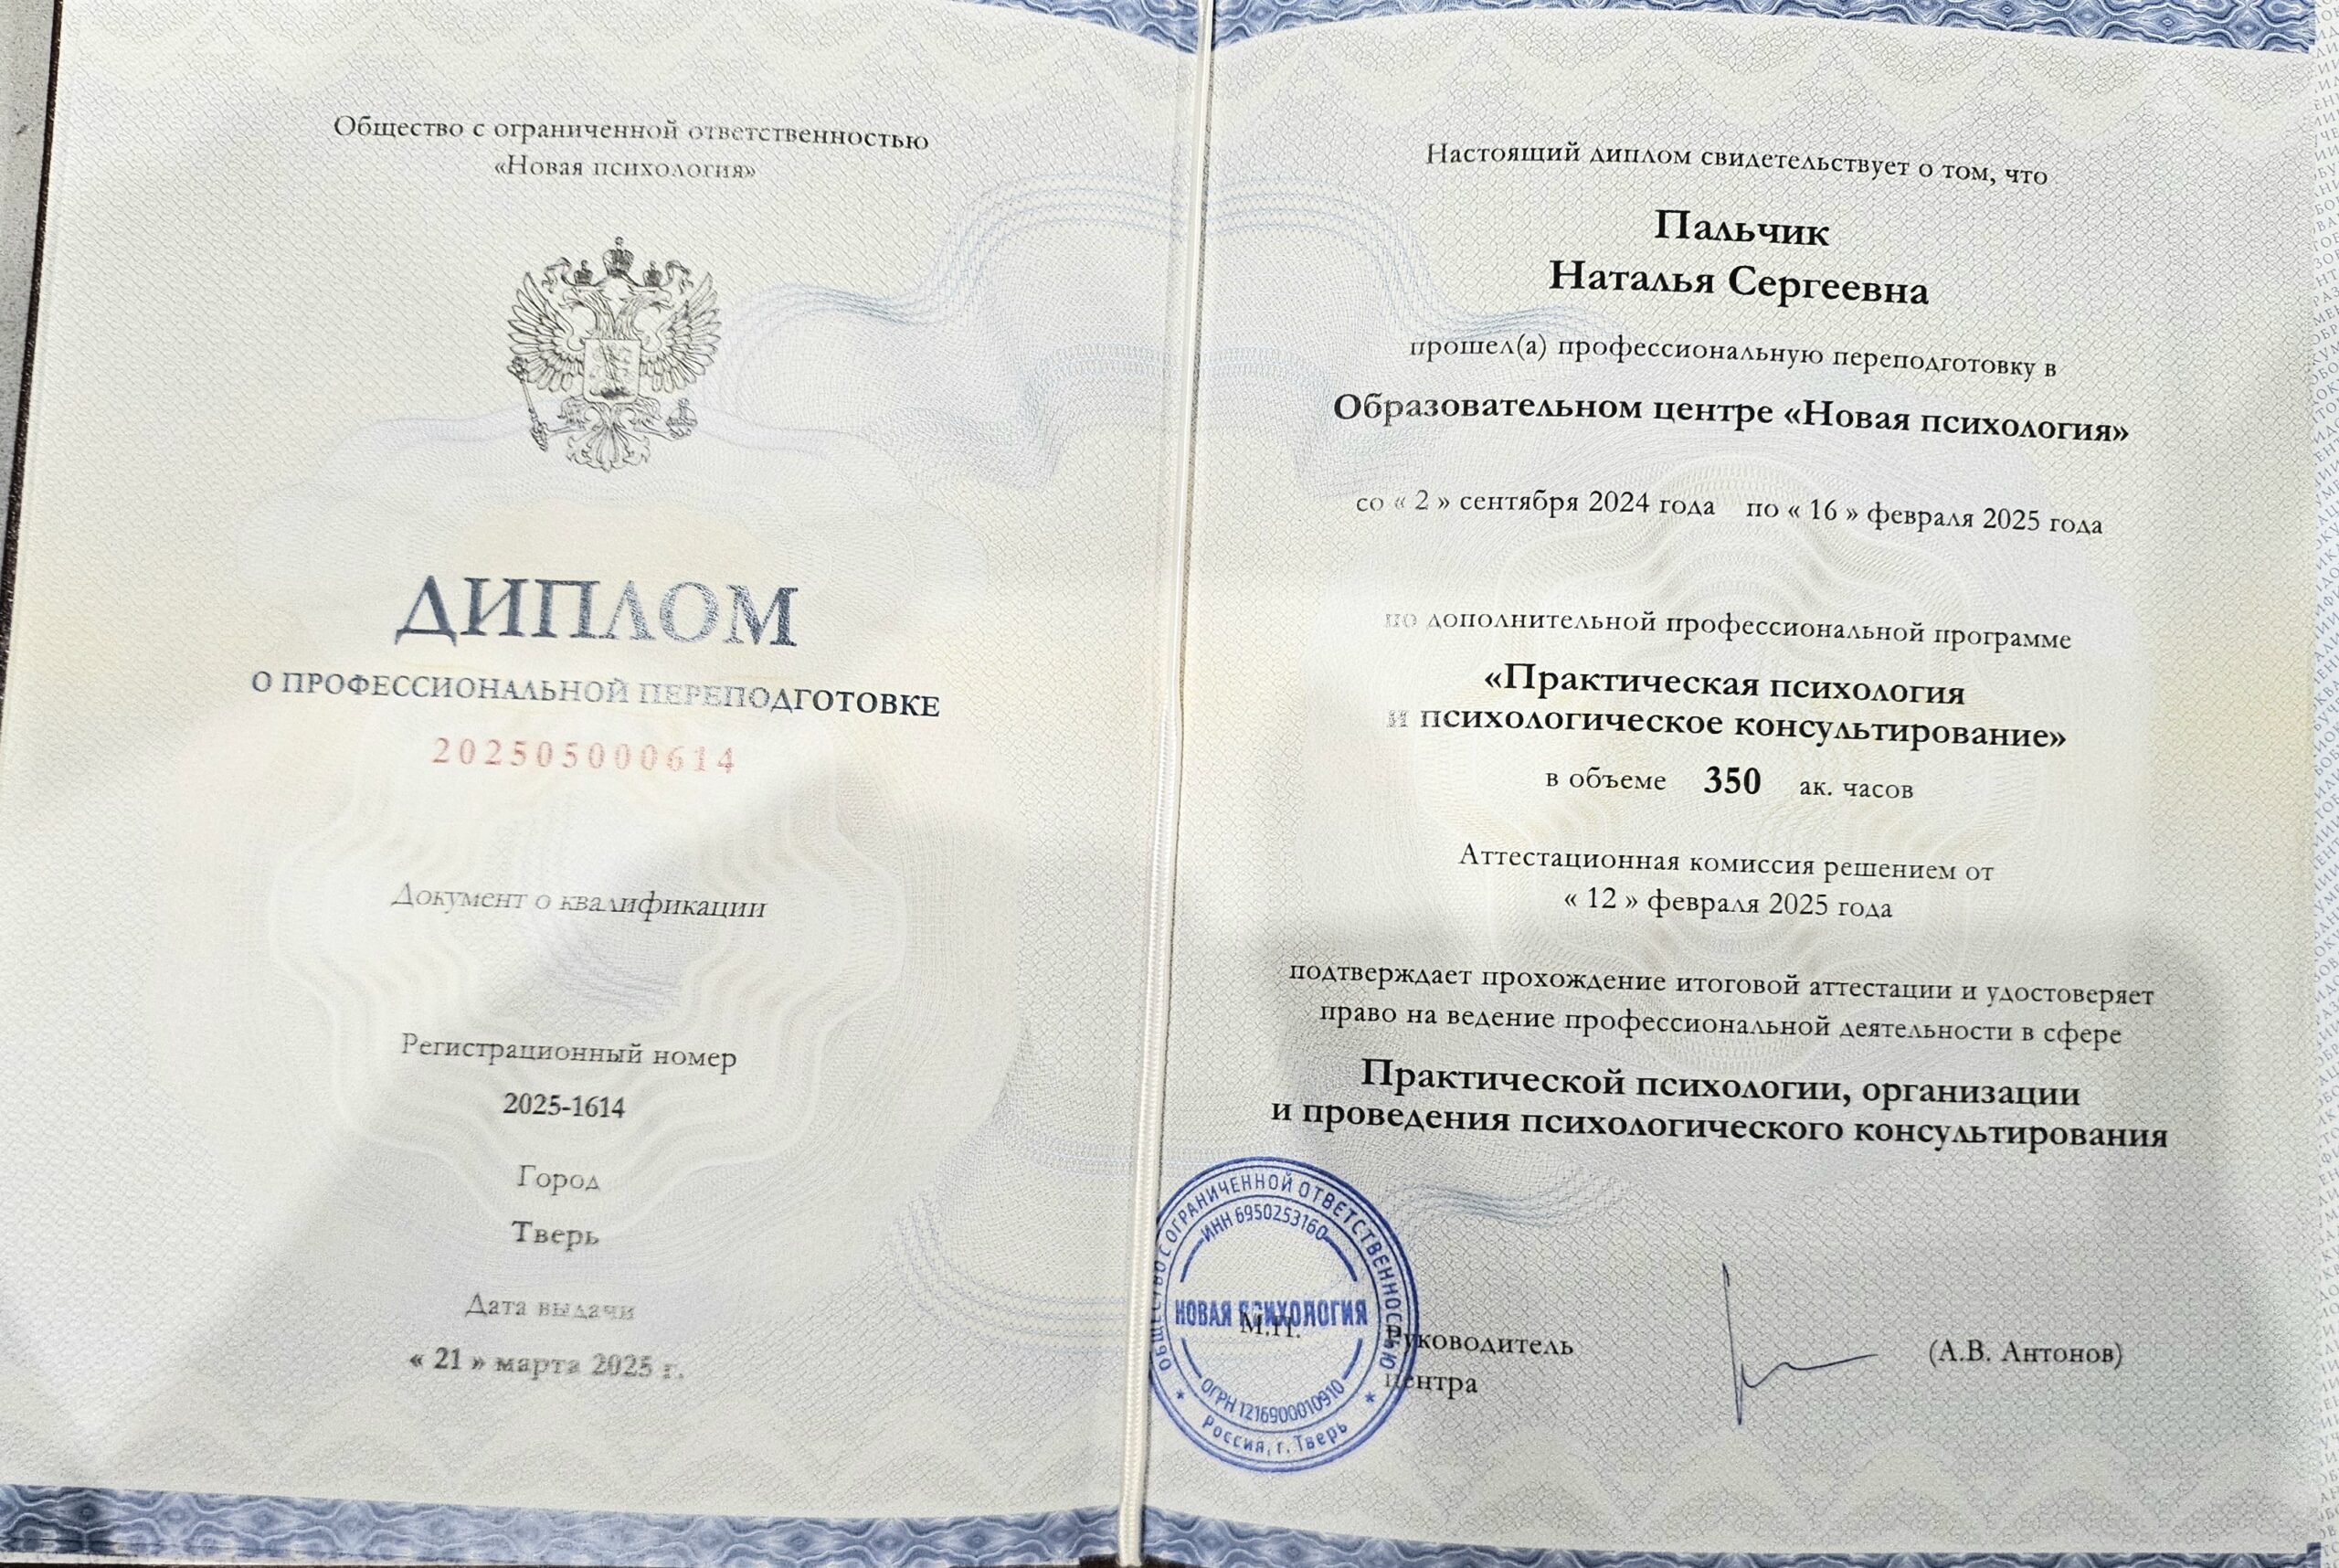 Общество с ограниченной ответственностью
«Новая психология»
ДИПЛОМ
О ПРОФЕССИОНАЛЬНОЙ ПЕРЕПОДГОТОВКЕ
202505000614
Документ о квалификации
Регистрационный номер
2025-1614
Город
Тверь
Дата выдачи
« 21 » марта 2025 г.
Настоящий диплом свидетельствует о том, что
Пальчик
Наталья Сергеевна
прошел(а) профессиональную переподготовку в
Образовательном центре «Новая психология»
со « 2 » сентября 2024 года по « 16 » февраля 2025 года
по дополнительной профессиональной программе
«Практическая психология
и психологическое консультирование»
в объеме 350 ак. часов
Аттестационная комиссия решением от
« 12 » февраля 2025 года
подтверждает прохождение итоговой аттестации и удостоверяет
право на ведение профессиональной деятельности в сфере
Практической психологии, организации
и проведения психологического консультирования
ОБЩЕСТВО С ОГРАНИЧЕННОЙ ОТВЕТСТВЕННОСТЬЮ
ИНН 6950253160
НОВАЯ ПСИХОЛОГИЯ
М.П.
ОГРН 1216900010910
* Россия, г. Тверь *
Руководитель
центра
(А.В. Антонов)